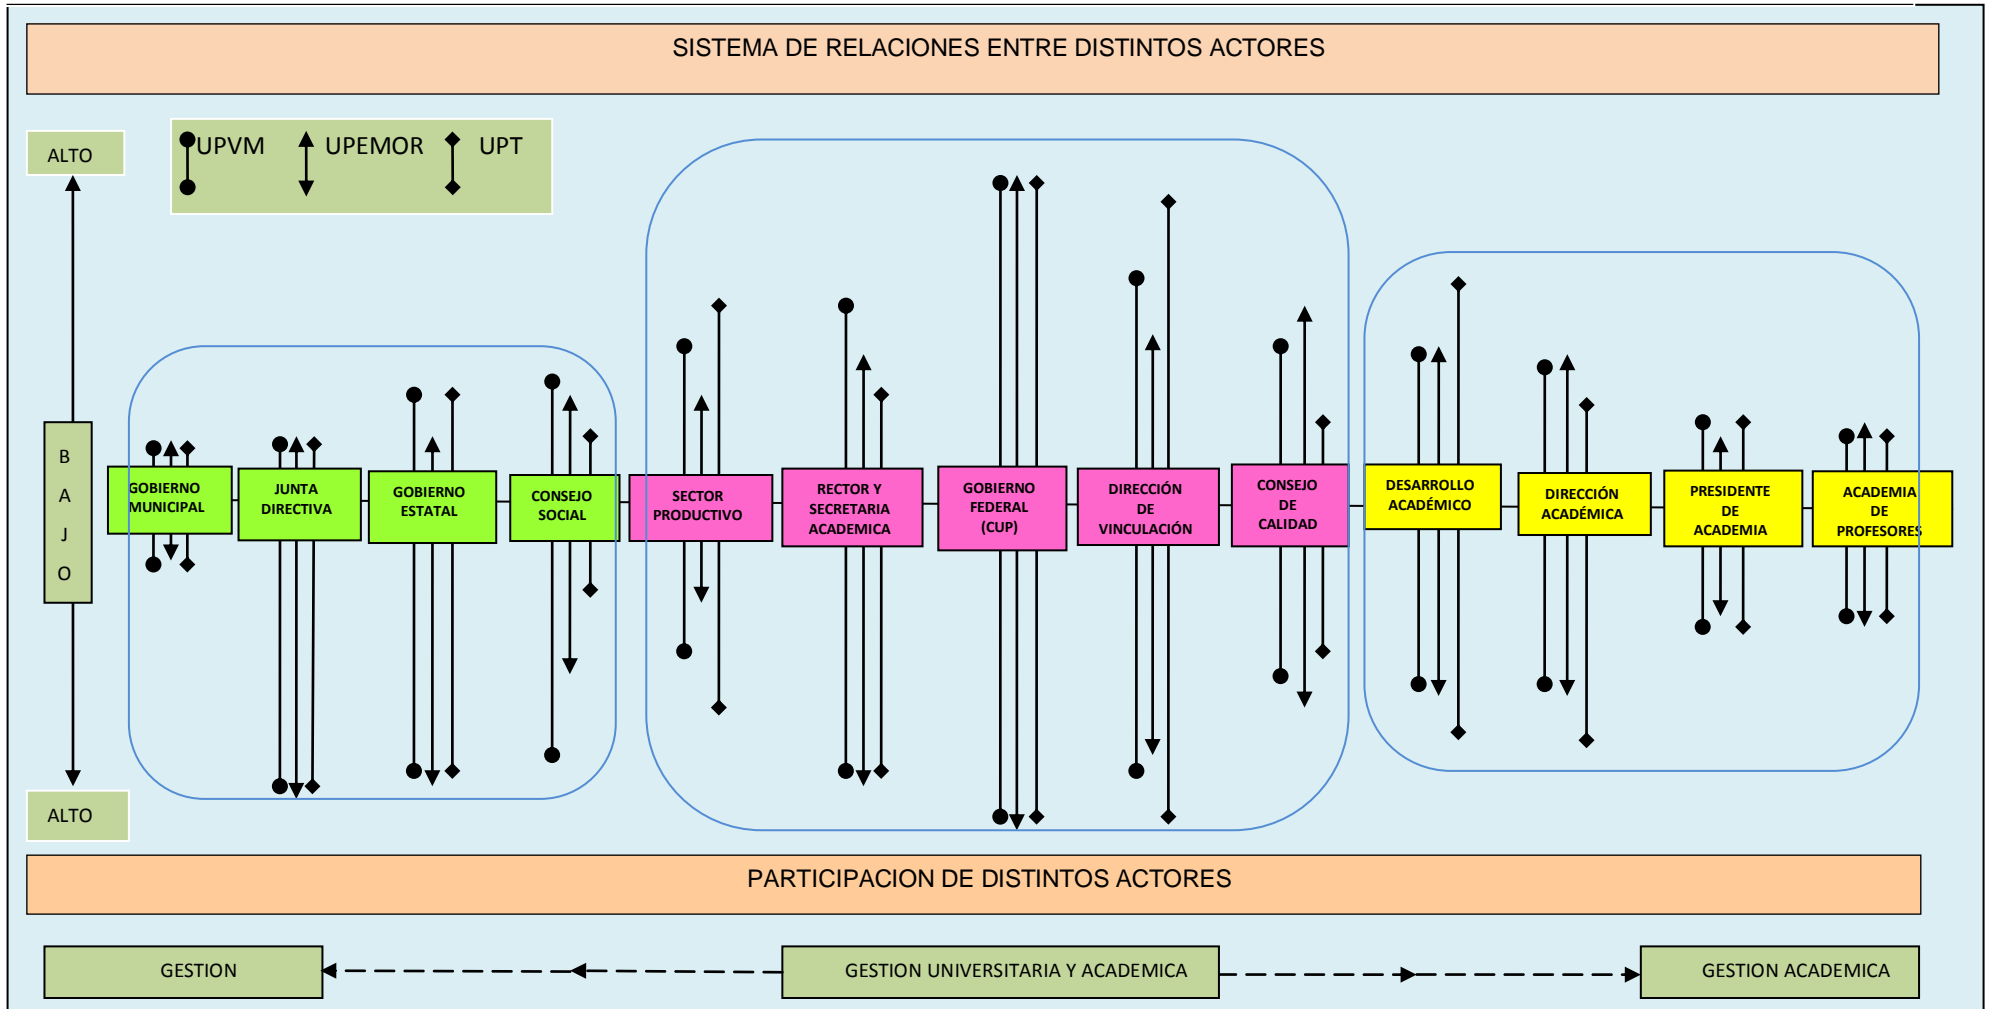 SISTEMA DE RELACIONES ENTRE DISTINTOS ACTORES
ALTO
UPVM
UPEMOR
UPT
B
A
J
O
GOBIERNO
MUNICIPAL
JUNTA
DIRECTIVA
GOBIERNO
ESTATAL
CONSEJO
SOCIAL
SECTOR
PRODUCTIVO
RECTOR Y
SECRETARIA
ACADEMICA
GOBIERNO
FEDERAL
(CUP)
DIRECCIÓN
DE
VINCULACIÓN
CONSEJO
DE
CALIDAD
DESARROLLO
ACADÉMICO
DIRECCIÓN
ACADÉMICA
PRESIDENTE
DE
ACADEMIA
ACADEMIA
DE
PROFESORES
ALTO
PARTICIPACION DE DISTINTOS ACTORES
GESTION
GESTION UNIVERSITARIA Y ACADEMICA
GESTION ACADEMICA